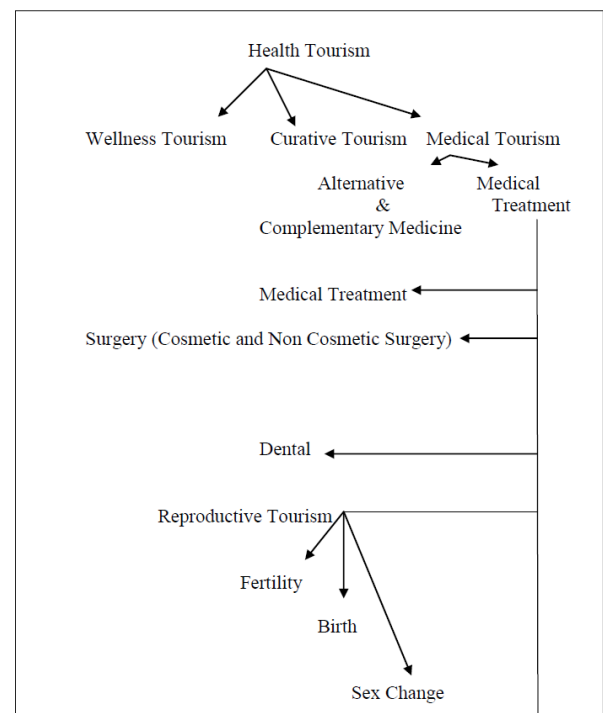 Health Tourism
Wellness Tourism
Curative Tourism
Medical Tourism
Alternative
&
Complementary Medicine
Medical
Treatment
Medical Treatment
Surgery (Cosmetic and Non Cosmetic Surgery)
Dental
Reproductive Tourism
Fertility
Birth
Sex Change